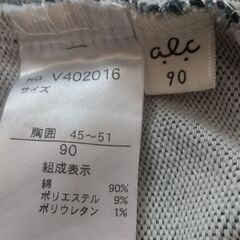 NO V402016
サイズ
胸囲 45～51
90
組成表示
綿 90%
ポリエステル 9%
ポリウレタン 1%
a.l.c
90